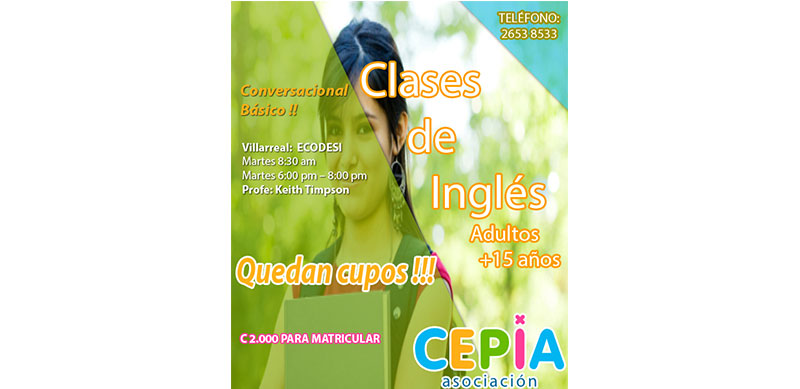 TELÉFONO:
2653 8533
Clases
de
Inglés
Conversacional
Básico !!
Villarreal: ECODESI
Martes 8:30 am
Martes 6:00 pm – 8:00 pm
Profe: Keith Timpson
Adultos
+15 años
Quedan cupos !!!
C 2.000 PARA MATRICULAR
CEPIA
asociación